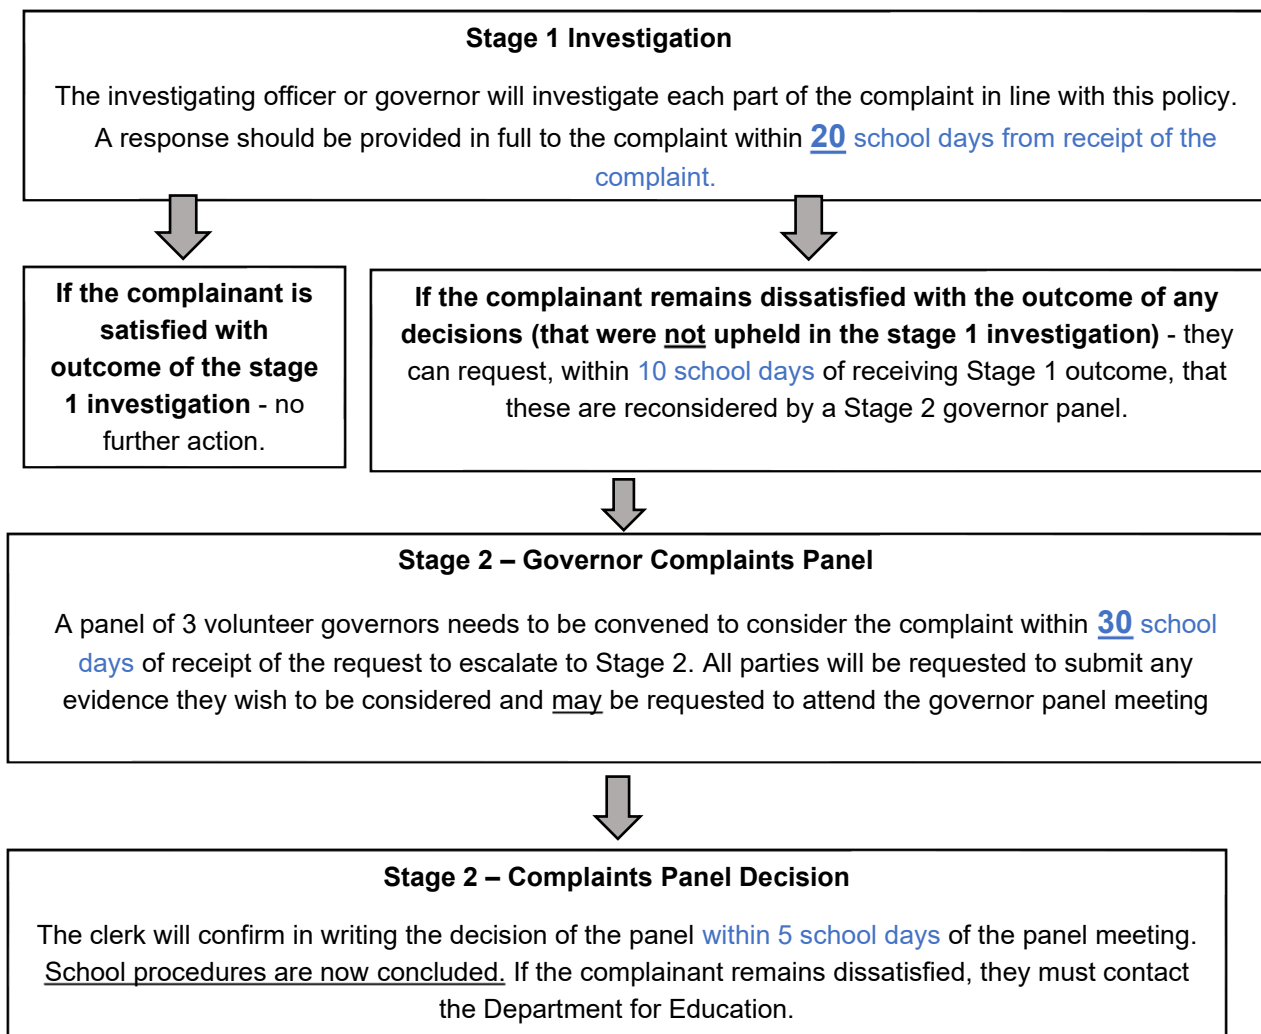 Stage 1 Investigation
The investigating officer or governor will investigate each part of the complaint in line with this policy.
A response should be provided in full to the complaint within 20 school days from receipt of the
complaint.
If the complainant is
satisfied with
outcome of the stage
1 investigation - no
further action.
If the complainant remains dissatisfied with the outcome of any
decisions (that were not upheld in the stage 1 investigation) - they
can request, within 10 school days of receiving Stage 1 outcome, that
these are reconsidered by a Stage 2 governor panel.
Stage 2 – Governor Complaints Panel
A panel of 3 volunteer governors needs to be convened to consider the complaint within 30 school
days of receipt of the request to escalate to Stage 2. All parties will be requested to submit any
evidence they wish to be considered and may be requested to attend the governor panel meeting
Stage 2 – Complaints Panel Decision
The clerk will confirm in writing the decision of the panel within 5 school days of the panel meeting.
School procedures are now concluded. If the complainant remains dissatisfied, they must contact
the Department for Education.